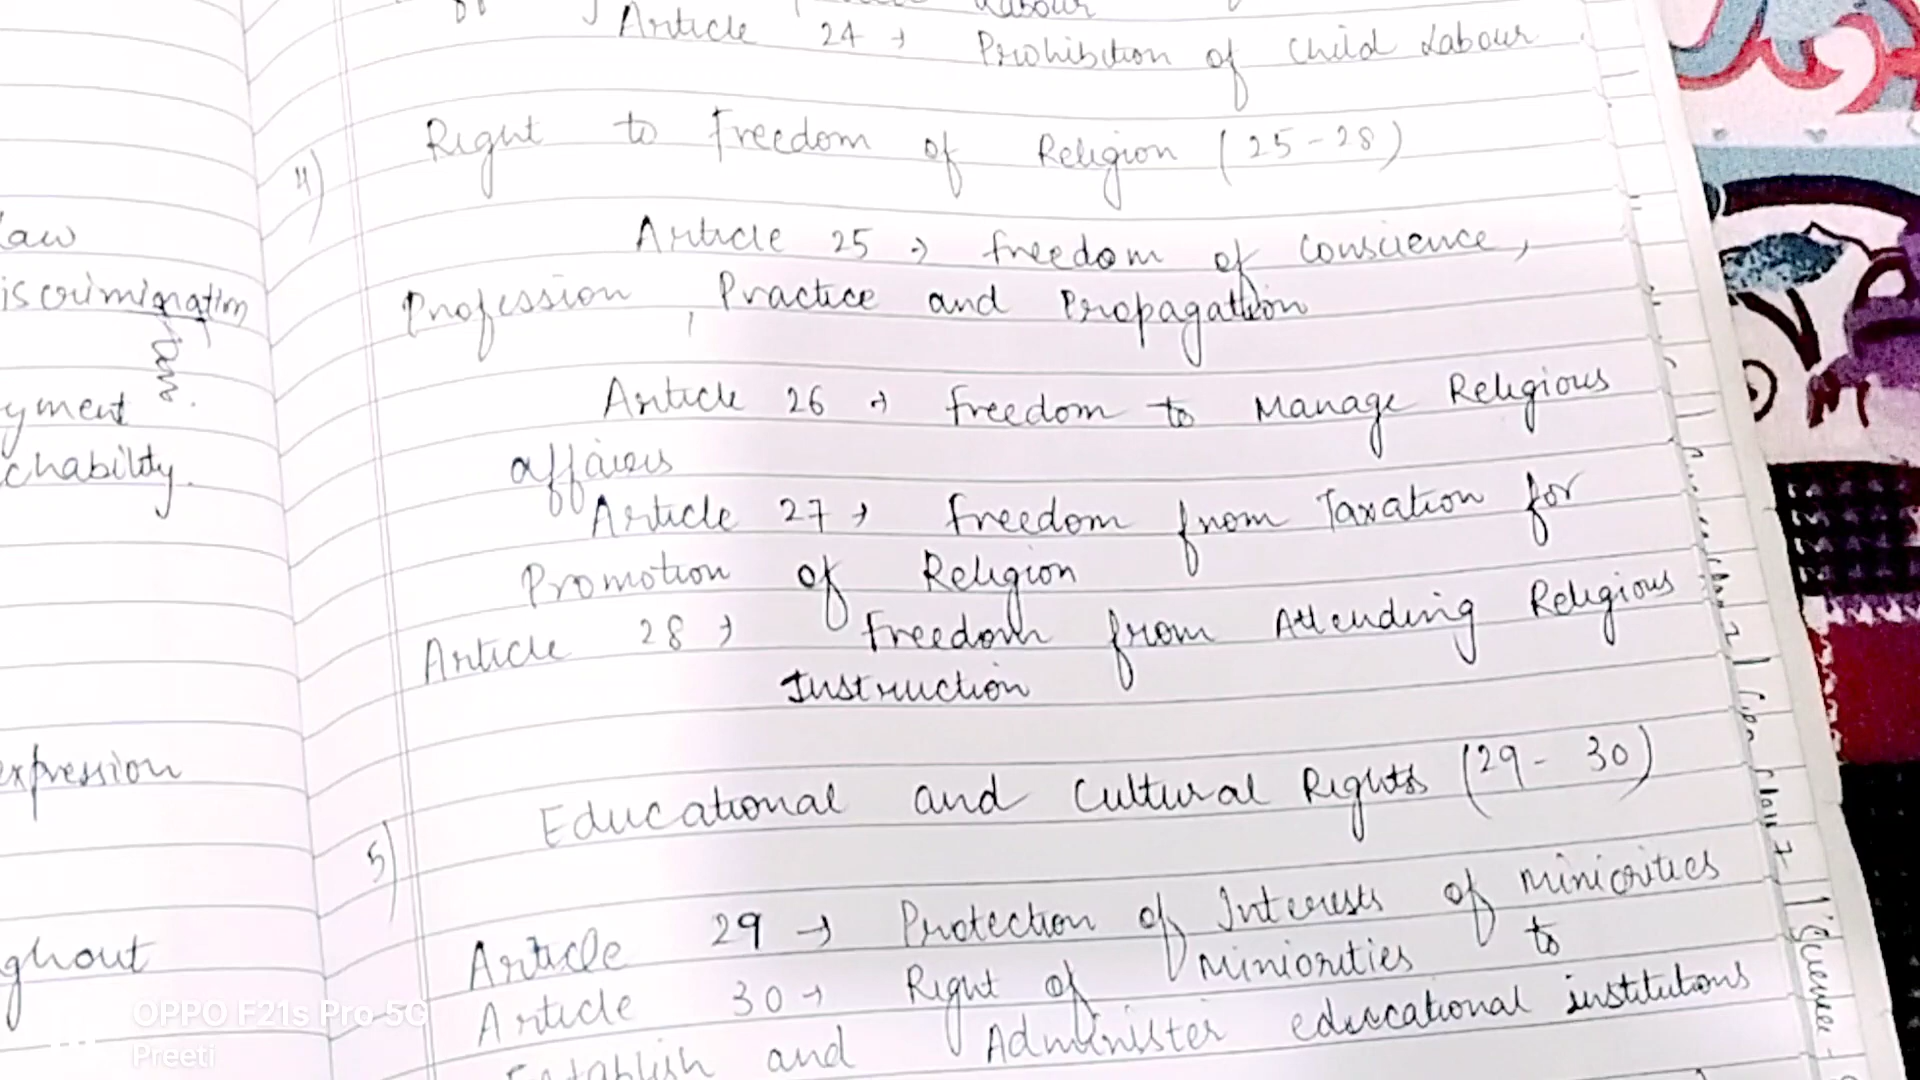 Labour
Article 24 → Prohibition of Child Labour
4) Right to Freedom of Religion (25-28)
Article 25 → freedom of conscience,
Profession, Practice and Propagation
Article 26 → freedom to Manage Religious
affairs
Article 27 → freedom from Taxation for
Promotion of Religion
Article 28 → freedom from Attending Religious
Instruction
5) Educational and Cultural Rights (29- 30)
Article 29 → Protection of Interests of miniorities
Article 30 → Right of miniorities to
Establish and Administer educational institutions
law
iscrimination
yment
chability.
expression
ghout
OPPO F21s Pro 5G
Preeti